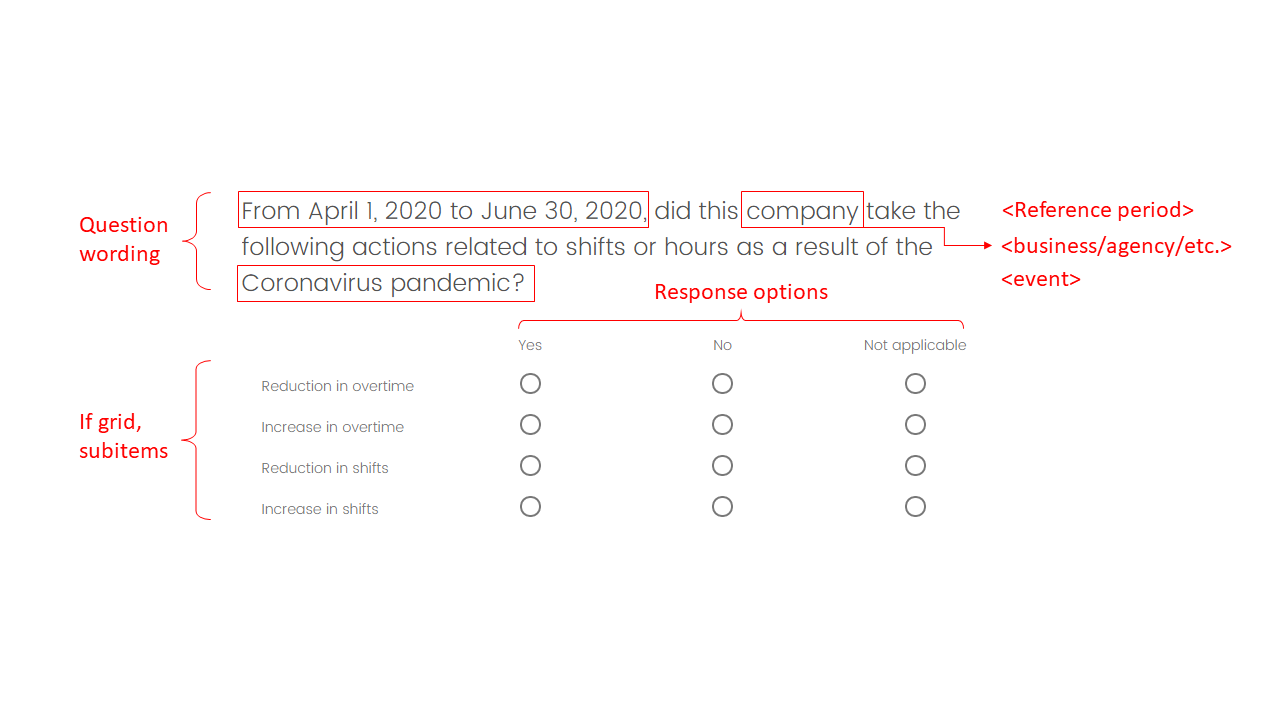 Question
wording
From April 1, 2020 to June 30, 2020, did this company take the
following actions related to shifts or hours as a result of the
Coronavirus pandemic?
<Reference period>
<business/agency/etc.>
<event>
Response options
Yes No Not applicable
If grid,
subitems
Reduction in overtime
Increase in overtime
Reduction in shifts
Increase in shifts